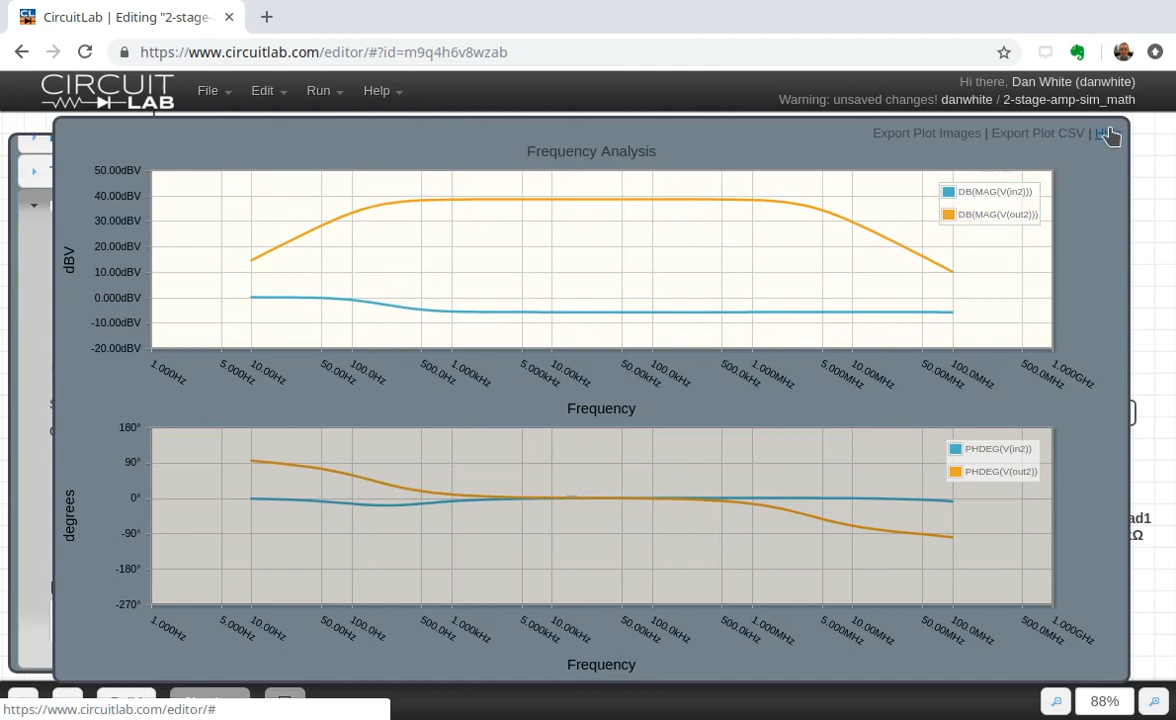 CircuitLab | Editing "2-stage-
https://www.circuitlab.com/editor/#?id=m9q4h6v8wzab
CIRCUIT
LAB
File
Edit
Run
Help
Hi there, Dan White (danwhite)
Warning: unsaved changes! danwhite / 2-stage-amp-sim_math
Export Plot Images | Export Plot CSV |
Frequency Analysis
50.00dBV
40.00dBV
30.00dBV
20.00dBV
10.00dBV
0.000dBV
-10.00dBV
-20.00dBV
dBV
DB(MAG(V(in2)))
DB(MAG(V(out2)))
1.000Hz
5.000Hz
10.00Hz
50.00Hz
100.0Hz
500.0Hz
1.000kHz
5.000kHz
10.00kHz
50.00kHz
100.0kHz
500.0kHz
1.000MHz
5.000MHz
10.00MHz
50.00MHz
100.0MHz
500.0MHz
1.000GHz
Frequency
180°
90°
0°
-90°
-180°
-270°
degrees
PHDEG(V(in2))
PHDEG(V(out2))
1.000Hz
5.000Hz
10.00Hz
50.00Hz
100.0Hz
500.0Hz
1.000kHz
5.000kHz
10.00kHz
50.00kHz
100.0kHz
500.0kHz
1.000MHz
5.000MHz
10.00MHz
50.00MHz
100.0MHz
500.0MHz
1.000GHz
Frequency
ad1
Ω
https://www.circuitlab.com/editor/#
88%